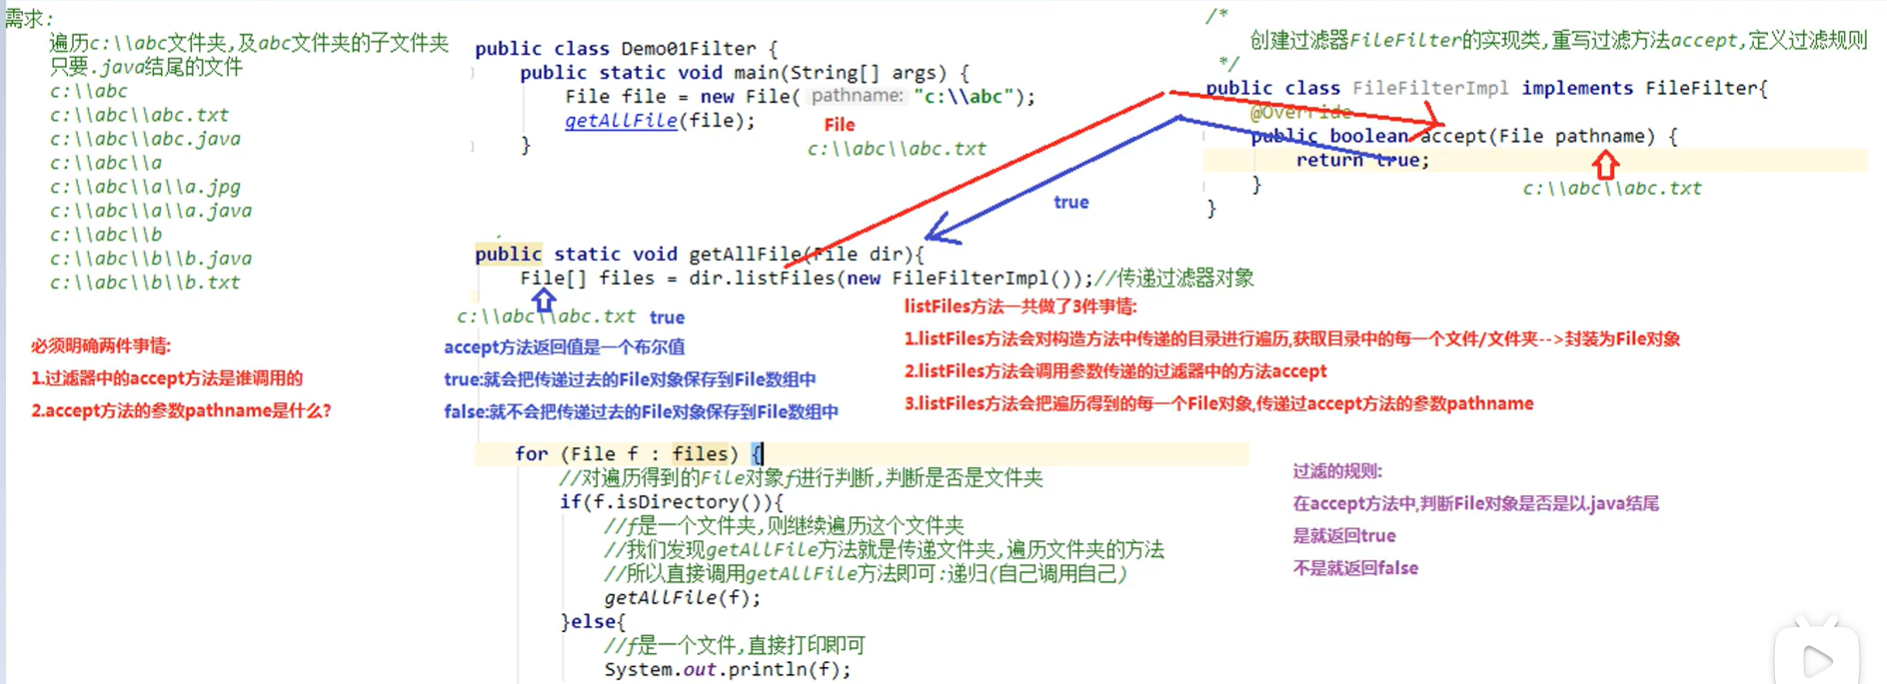 需求:
遍历c:\\abc文件夹,及abc文件夹的子文件夹
只要.java结尾的文件
c:\\abc
c:\\abc\\abc.txt
c:\\abc\\abc.java
c:\\abc\\a
c:\\abc\\a\\a.jpg
c:\\abc\\a\\a.java
c:\\abc\\b
c:\\abc\\b\\b.java
c:\\abc\\b\\b.txt
必须明确两件事情:
1.过滤器中的accept方法是谁调用的
2.accept方法的参数pathname是什么?
public class Demo01Filter {
public static void main(String[] args) {
File file = new File( pathname: "c:\\abc");
getAllFile(file);
File
}
c:\\abc\\abc.txt
/*
创建过滤器FileFilter的实现类,重写过滤方法accept,定义过滤规则
*/
public class FileFilterImpl implements FileFilter{
@Override
public boolean accept(File pathname) {
return true;
}
c:\\abc\\abc.txt
}
true
public static void getAllFile(File dir){
File[] files = dir.listFiles(new FileFilterImpl());//传递过滤器对象
c:\\abc\\abc.txt true
accept方法返回值是一个布尔值
true:就会把传递过去的File对象保存到File数组中
false:就不会把传递过去的File对象保存到File数组中
listFiles方法一共做了3件事情:
1.listFiles方法会对构造方法中传递的目录进行遍历,获取目录中的每一个文件/文件夹-->封装为File对象
2.listFiles方法会调用参数传递的过滤器中的方法accept
3.listFiles方法会把遍历得到的每一个File对象,传递过accept方法的参数pathname
for (File f : files) {
//对遍历得到的File对象f进行判断,判断是否是文件夹
if(f.isDirectory()){
//f是一个文件夹,则继续遍历这个文件夹
//我们发现getAllFile方法就是传递文件夹,遍历文件夹的方法
//所以直接调用getAllFile方法即可:递归(自己调用自己)
getAllFile(f);
}else{
//f是一个文件,直接打印即可
System.out.println(f);
过滤的规则:
在accept方法中,判断File对象是否是以.java结尾
是就返回true
不是就返回false